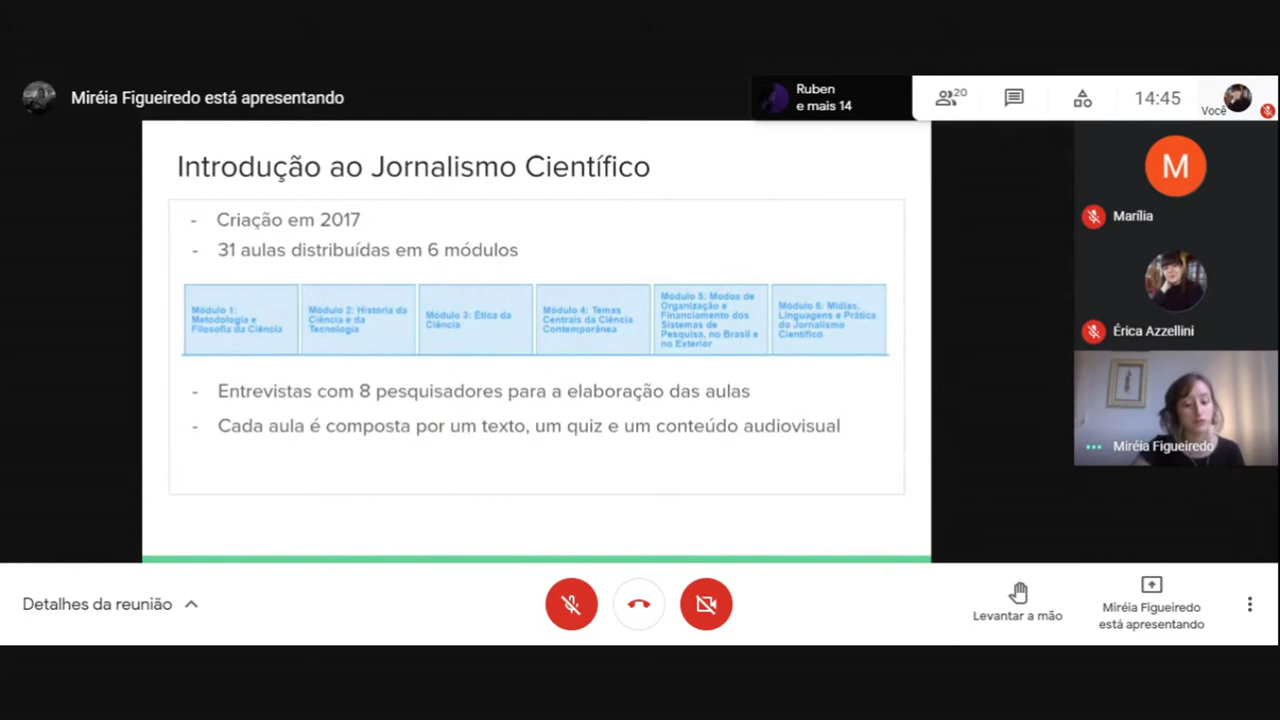 Miréia Figueiredo está apresentando
Ruben
e mais 14
20
14:45
Você
Introdução ao Jornalismo Científico
- Criação em 2017
- 31 aulas distribuídas em 6 módulos
Módulo 1:
Metodologia e
Filosofia da Ciência
Módulo 2: História da
Ciência e da
Tecnologia
Módulo 3: Ética da
Ciência
Módulo 4: Temas
Centrais da Ciência
Contemporânea
Módulo 5: Modos de
Organização e
Financiamento dos
Sistemas de
Pesquisa, no Brasil e
no Exterior
Módulo 6: Mídias,
Linguagens e Prática
do Jornalismo
Científico
- Entrevistas com 8 pesquisadores para a elaboração das aulas
- Cada aula é composta por um texto, um quiz e um conteúdo audiovisual
M
Marília
Érica Azzellini
Miréia Figueiredo
Detalhes da reunião
Levantar a mão
Miréia Figueiredo
está apresentando